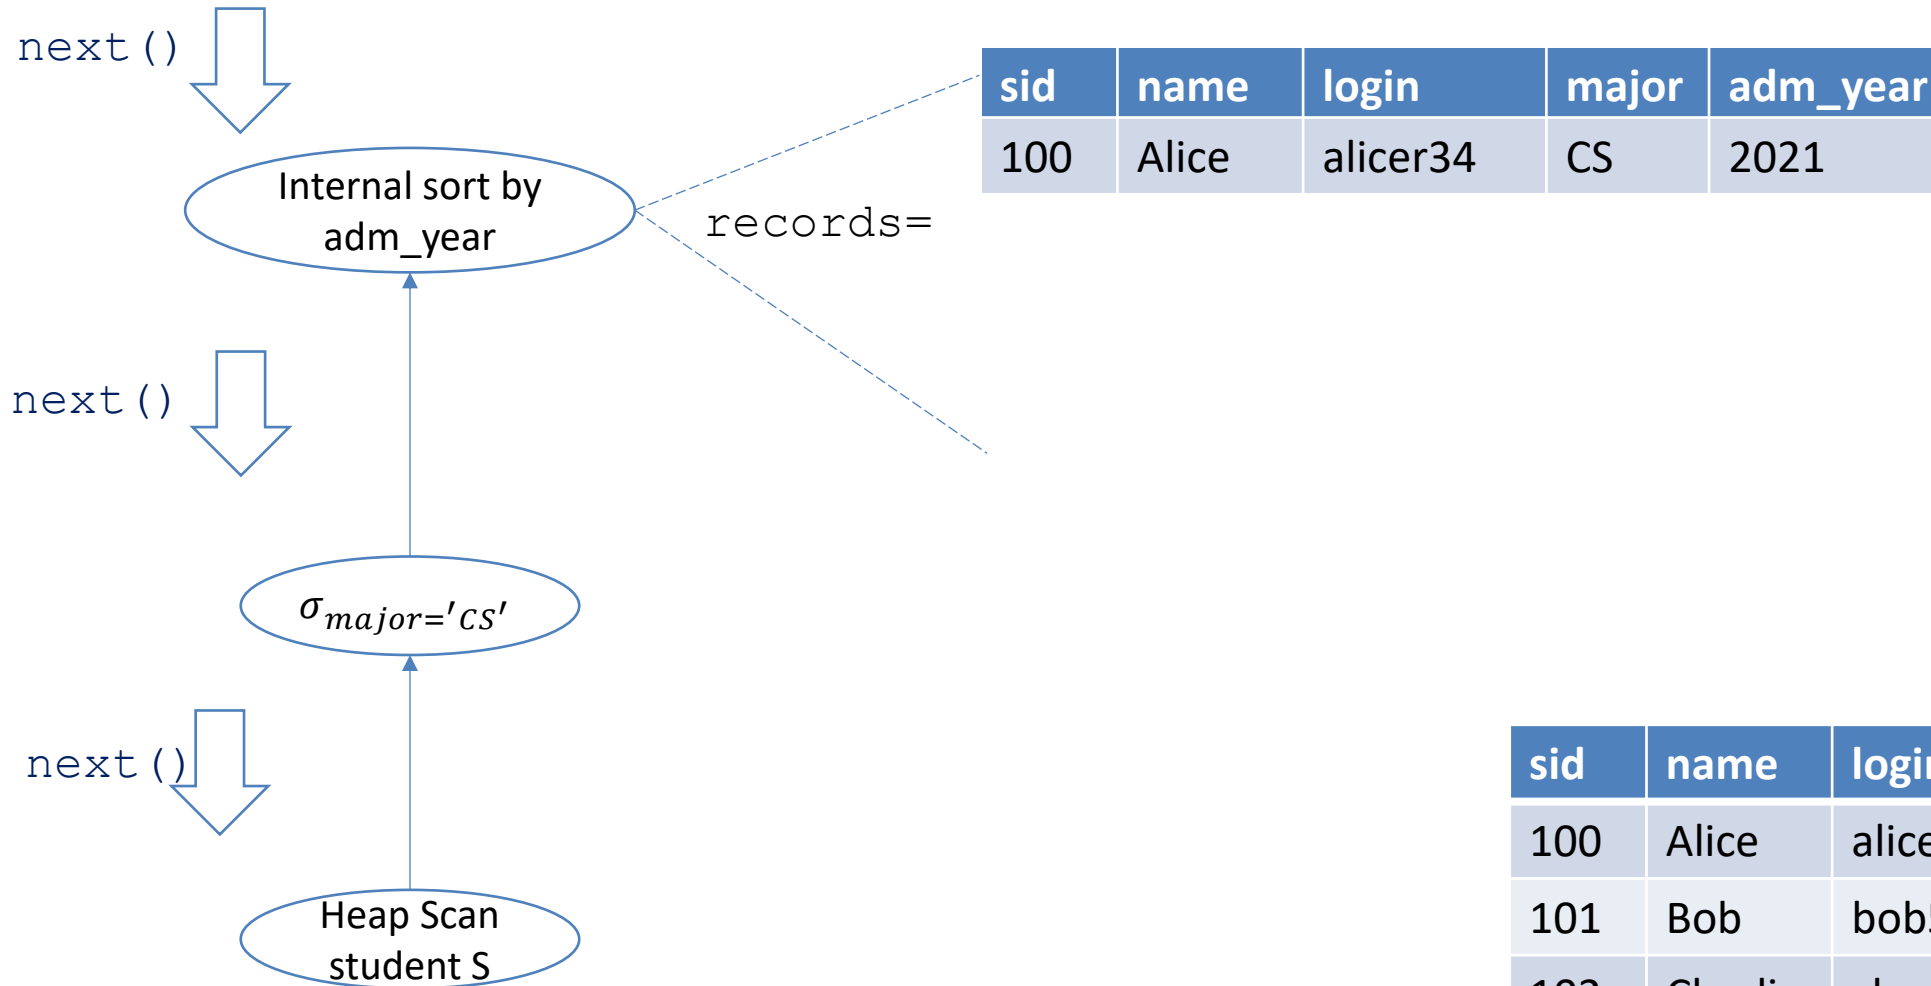 next()
sid name login major adm_year
100 Alice alicer34 CS 2021
Internal sort by
adm_year
records=
next()
σmajor='CS'
next()
sid name
100 Alice
101 Bob
Heap Scan
student S